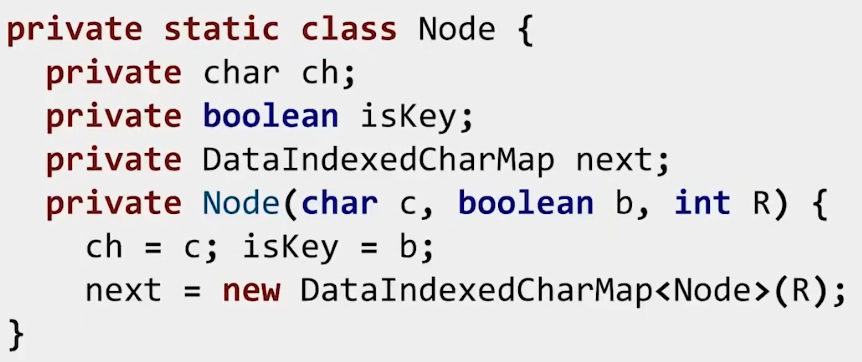 private static class Node {
  private char ch;
  private boolean isKey;
  private DataIndexedCharMap next;
  private Node(char c, boolean b, int R) {
    ch = c; isKey = b;
    next = new DataIndexedCharMap<Node>(R);
}